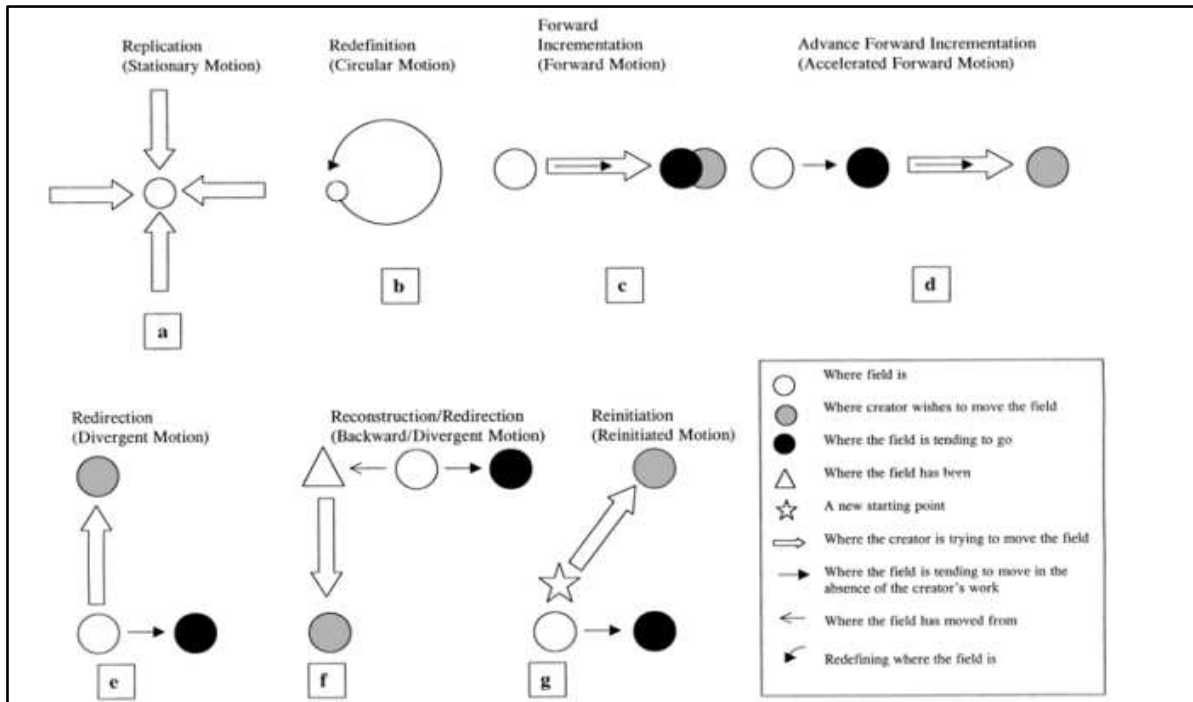 Replication
(Stationary Motion)
Redefinition
(Circular Motion)
Forward
Incrementation
(Forward Motion)
Advance Forward Incrementation
(Accelerated Forward Motion)
a
b
c
d
Redirection
(Divergent Motion)
Reconstruction/Redirection
(Backward/Divergent Motion)
Reinitiation
(Reinitiated Motion)
e
f
g
Where field is
Where creator wishes to move the field
Where the field is tending to go
Where the field has been
A new starting point
Where the creator is trying to move the field
Where the field is tending to move in the
absence of the creator's work
Where the field has moved from
Redefining where the field is